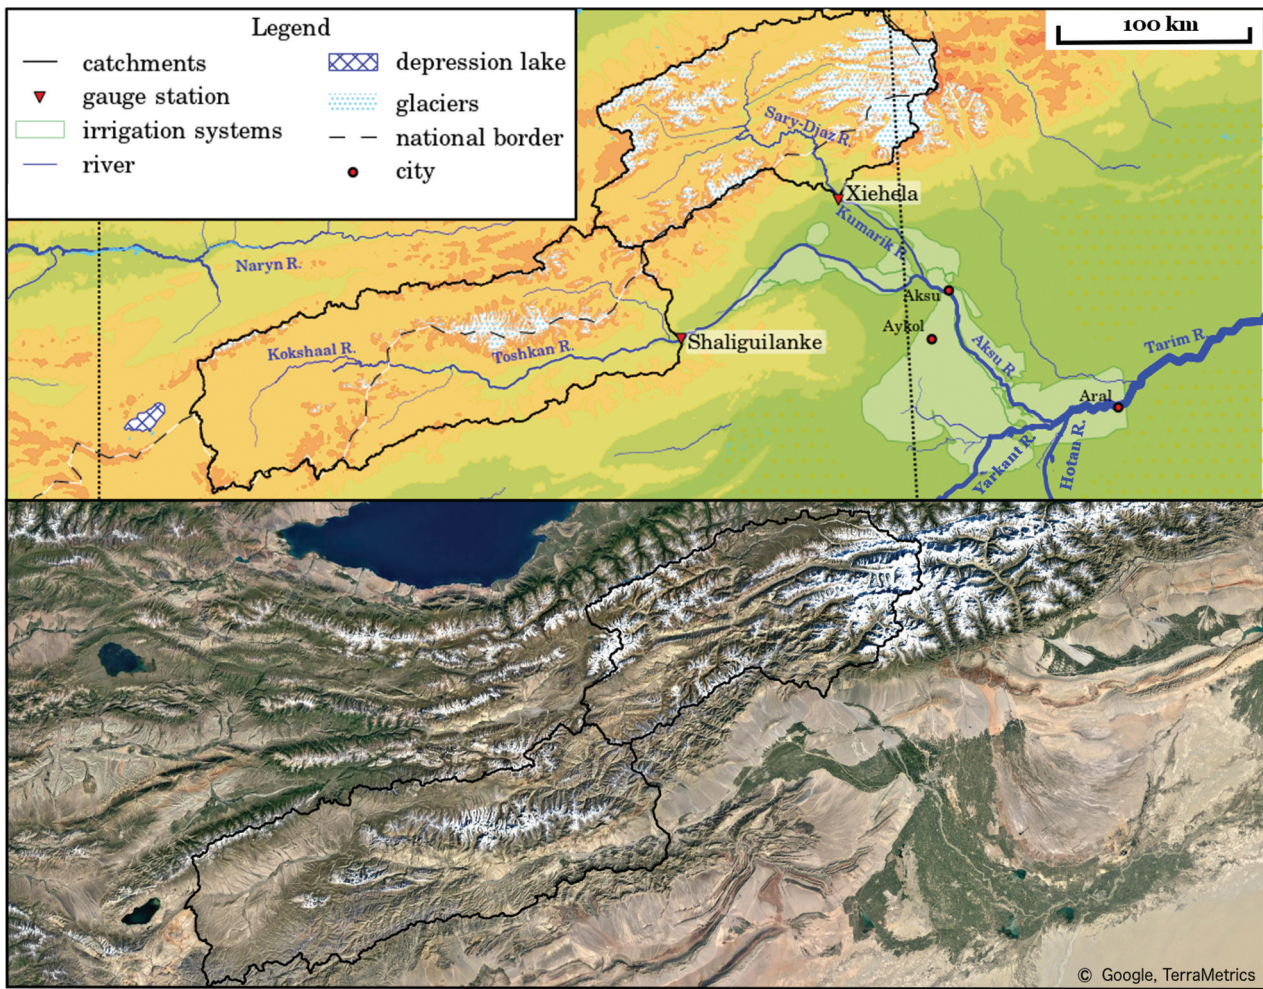 Legend
catchments
gauge station
irrigation systems
river
depression lake
glaciers
national border
city
100 km
Sary-Djaz R.
Xiehela
Kumarik R.
Naryn R.
Aksu
Aykol
Shaliguilanke
Kokshaal R.
Toshkan R.
Aksu R.
Tarim R.
Aral
Yarkant R.
Hotan R.
© Google, TerraMetrics